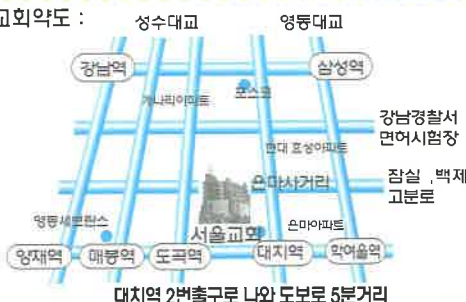 교회약도 :
성수대교
영동대교
강남역
삼성역
개나리아파트
포스코
강남경찰서
면허시험장
현대 효성아파트
은마사거리
잠실 ,백제
고분로
영동세브란스
서울교회
은마아파트
양재역
매봉역
도곡역
대치역
학여울역
대치역 2번출구로 나와 도보로 5분거리